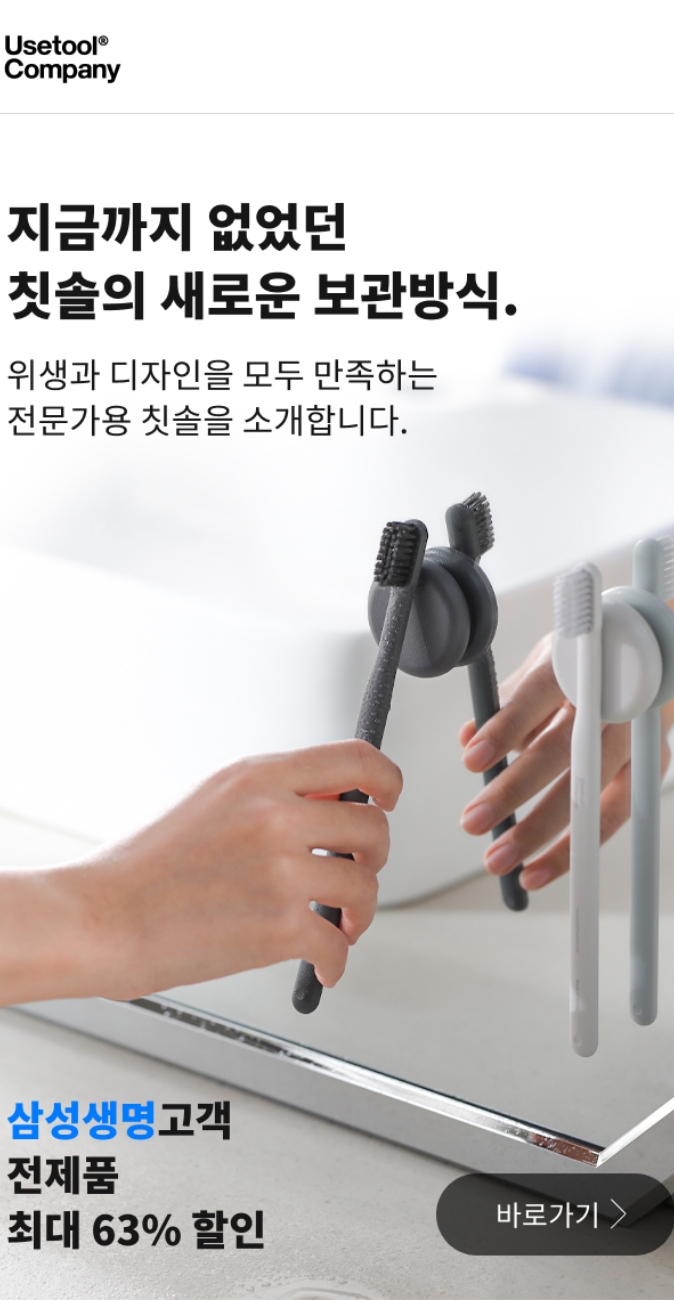 Usetool®
Company
지금까지 없었던
칫솔의 새로운 보관방식.
위생과 디자인을 모두 만족하는
전문가용 칫솔을 소개합니다.
삼성생명고객
전제품
최대 63% 할인
바로가기 >